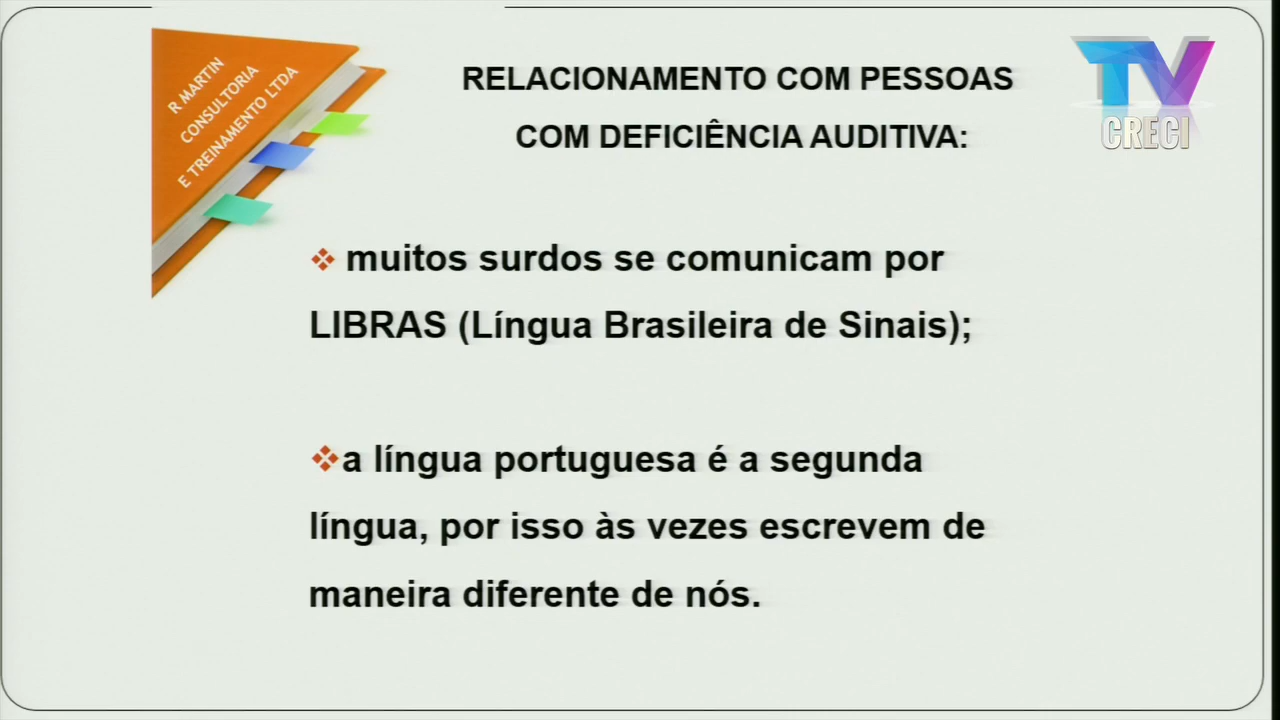 R MARTIN
CONSULTORIA
E TREINAMENTO LTDA
RELACIONAMENTO COM PESSOAS
COM DEFICIÊNCIA AUDITIVA:
TV
CRECI
❖ muitos surdos se comunicam por
LIBRAS (Língua Brasileira de Sinais);
❖a língua portuguesa é a segunda
língua, por isso às vezes escrevem de
maneira diferente de nós.